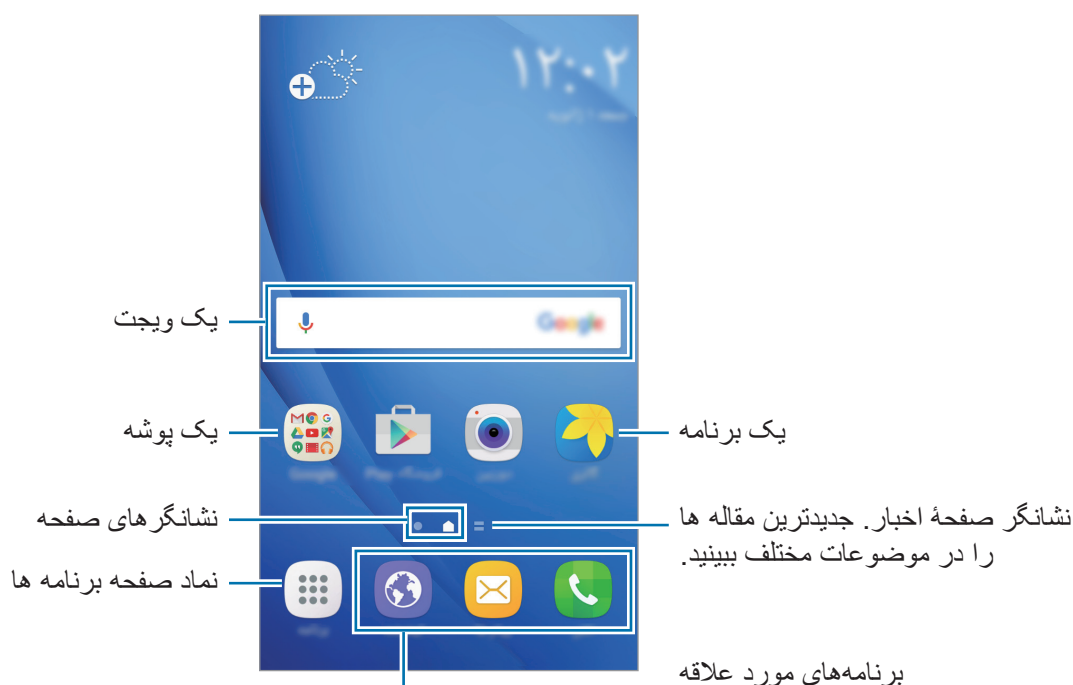 ۱۲:۰۲
Google
یک ویجت
یک پوشه
یک برنامه
نشانگرهای صفحه
نشانگر صفحهٔ اخبار. جدیدترین مقاله ها
را در موضوعات مختلف ببینید.
نماد صفحه برنامه ها
برنامه‌های مورد علاقه